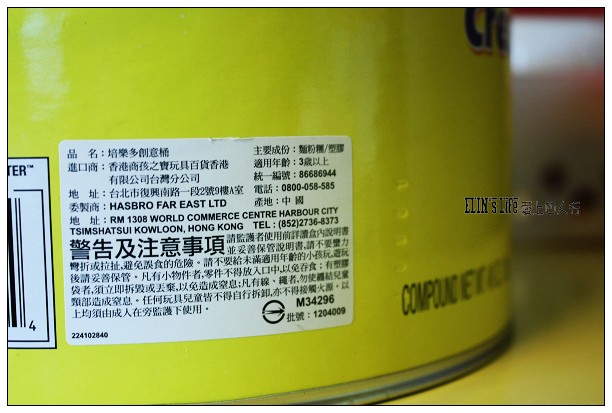 Cre
TER™
品　名：培樂多創意桶
主要成份：麵粉糰/塑膠
進口商：香港商孩之寶玩具百貨香港
適用年齡：3歲以上
有限公司台灣分公司
統一編號：86686944
地　址：台北市復興南路一段2號9樓A室
電話：0800-058-585
委製商：HASBRO FAR EAST LTD
產地：中 國
地　址：RM 1308 WORLD COMMERCE CENTRE HARBOUR CITY
TSIMSHATSUI KOWLOON, HONG KONG TEL : (852)2736-8373
警告及注意事項 請監護者使用前詳讀盒內說明書
並妥善保管說明書,請不要彎力
彎折或拉扯,避免誤食的危險。請不要給未滿適用年齡的小孩玩,遊玩
後請妥善保管。凡有小物件者,零件不得放入口中,以免吞食;有塑膠
袋者,須立即拆毀或丟棄,以免造成窒息;凡有線、繩者,勿使纏結兒童
頸部造成窒息。任何玩具兒童皆不得自行拆卸,亦不得接觸火源。以
上均須由成人在旁監護下使用。
M34296
批號：1204009
224102840
4
COMPOUND NET
ELIN's Life